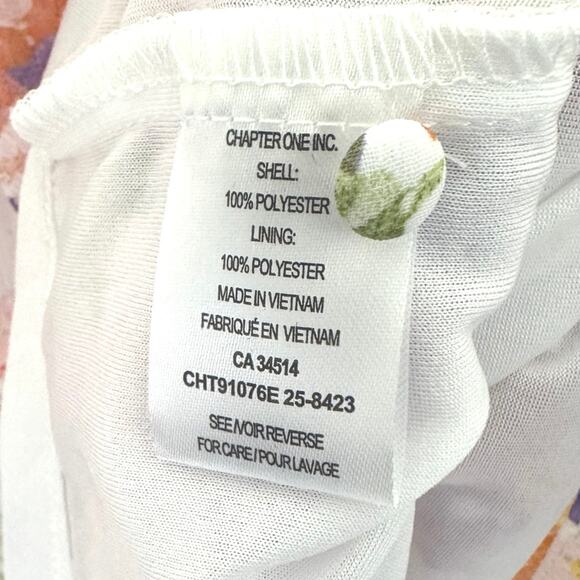 CHAPTER ONE INC.
SHELL:
100% POLYESTER
LINING:
100% POLYESTER
MADE IN VIETNAM
FABRIQUÉ EN VIETNAM
CA 34514
CHT91076E 25-8423
SEE/VOIR REVERSE
FOR CARE / POUR LAVAGE